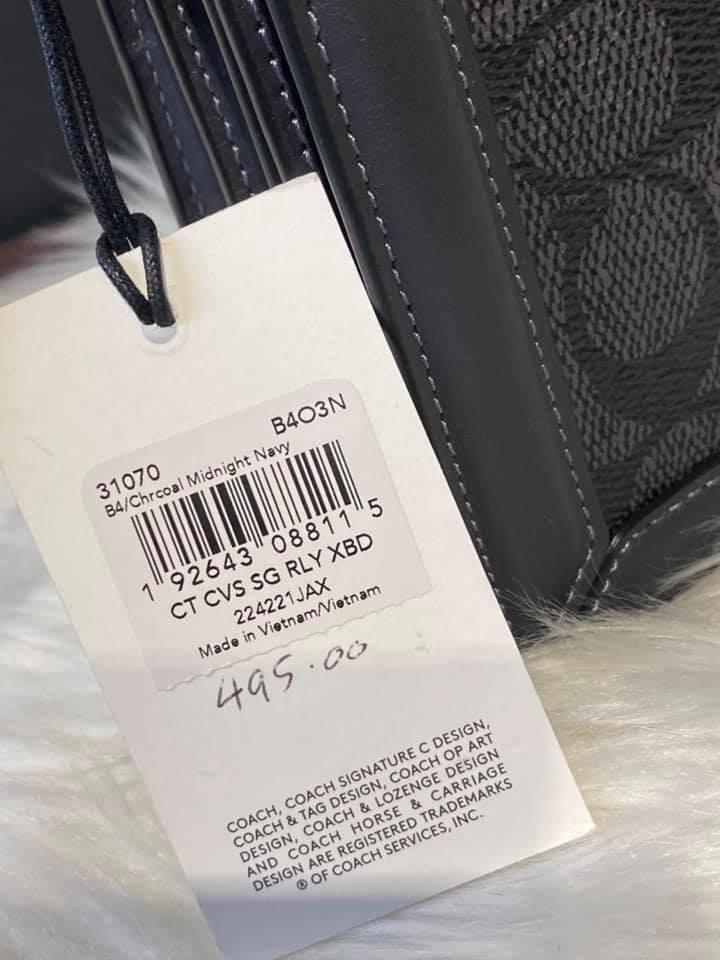 31070 B4O3N
B4/Chrcoal Midnight Navy
1 92643 08811 5
CT CVS SG RLY XBD
224221JAX
Made in Vietnam/Vietnam
495.00
COACH, COACH SIGNATURE C DESIGN,
COACH & TAG DESIGN, COACH OP ART
DESIGN, COACH & LOZENGE DESIGN
AND COACH HORSE & CARRIAGE
DESIGN ARE REGISTERED TRADEMARKS
® OF COACH SERVICES, INC.